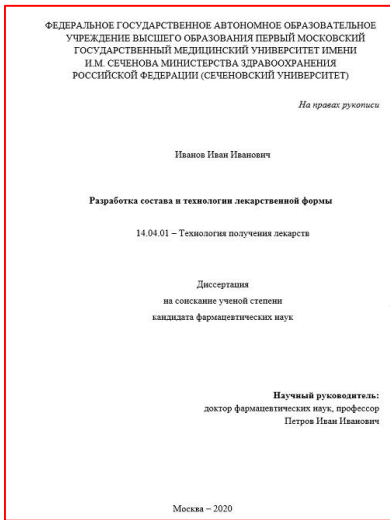 ФЕДЕРАЛЬНОЕ ГОСУДАРСТВЕННОЕ АВТОНОМНОЕ ОБРАЗОВАТЕЛЬНОЕ
УЧРЕЖДЕНИЕ ВЫСШЕГО ОБРАЗОВАНИЯ ПЕРВЫЙ МОСКОВСКИЙ
ГОСУДАРСТВЕННЫЙ МЕДИЦИНСКИЙ УНИВЕРСИТЕТ ИМЕНИ
И.М. СЕЧЕНОВА МИНИСТЕРСТВА ЗДРАВООХРАНЕНИЯ
РОССИЙСКОЙ ФЕДЕРАЦИИ (СЕЧЕНОВСКИЙ УНИВЕРСИТЕТ)
На правах рукописи
Иванов Иван Иванович
Разработка состава и технологии лекарственной формы
14.04.01 – Технология получения лекарств
Диссертация
на соискание ученой степени
кандидата фармацевтических наук
Научный руководитель:
доктор фармацевтических наук, профессор
Петров Иван Иванович
Москва – 2020